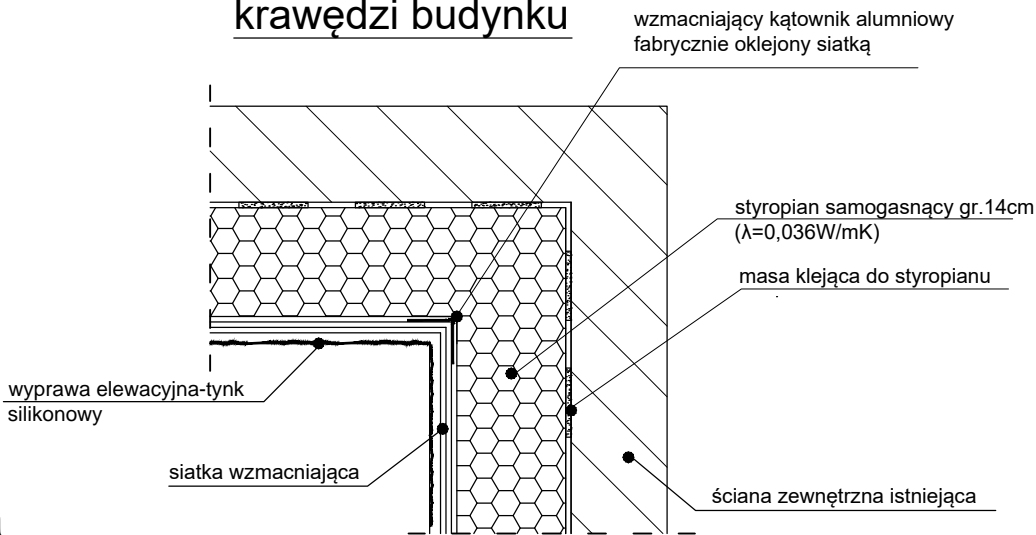 krawędzi budynku
wzmacniający kątownik alumniowy
fabrycznie oklejony siatką
styropian samogasnący gr.14cm
(λ=0,036W/mK)
masa klejąca do styropianu
wyprawa elewacyjna-tynk
silikonowy
siatka wzmacniająca
ściana zewnętrzna istniejąca